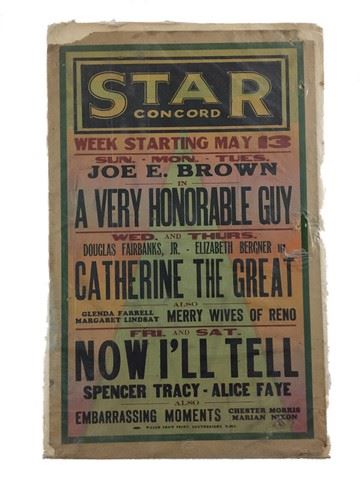 STAR
CONCORD
WEEK STARTING MAY 13
SUN. - MON. - TUES.
JOE E. BROWN
IN
A VERY HONORABLE GUY
WED. AND THURS.
DOUGLAS FAIRBANKS, JR. - ELIZABETH BERGNER IN
CATHERINE THE GREAT
ALSO
GLENDA FARRELL
MARGARET LINDSAY
MERRY WIVES OF RENO
FRI. AND SAT.
NOW I'LL TELL
SPENCER TRACY - ALICE FAYE
ALSO
EMBARRASSING MOMENTS
CHESTER MORRIS
MARIAN NIXON
SHOW PRINT,